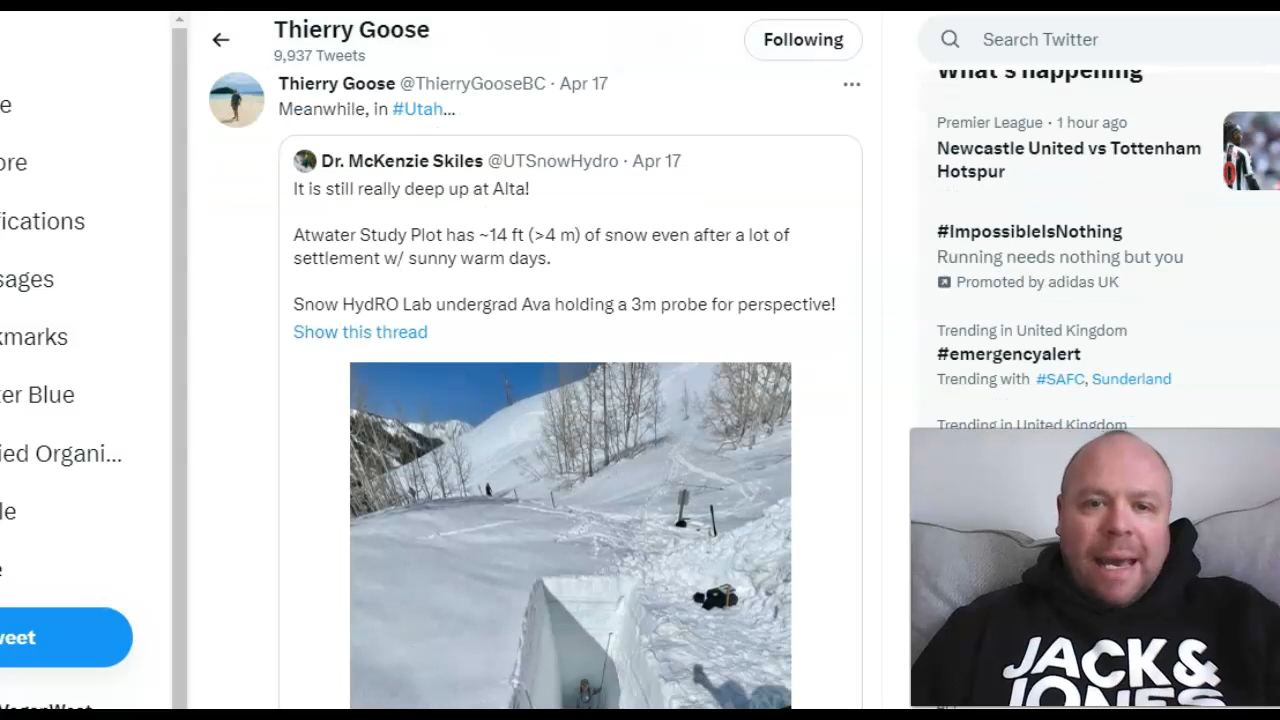 e
ore
fications
sages
kmarks
er Blue
ied Organi...
le
e
weet
Thierry Goose
9,937 Tweets
Following
Thierry Goose @ThierryGooseBC · Apr 17
Meanwhile, in #Utah...
Dr. McKenzie Skiles @UTSnowHydro · Apr 17
It is still really deep up at Alta!
Atwater Study Plot has ~14 ft (>4 m) of snow even after a lot of
settlement w/ sunny warm days.
Snow HydRO Lab undergrad Ava holding a 3m probe for perspective!
Show this thread
Search Twitter
What's happening
Premier League · 1 hour ago
Newcastle United vs Tottenham
Hotspur
#ImpossibleIsNothing
Running needs nothing but you
Promoted by adidas UK
Trending in United Kingdom
#emergencyalert
Trending with #SAFC, Sunderland
Trending in United Kingdom
JACK&
JONES